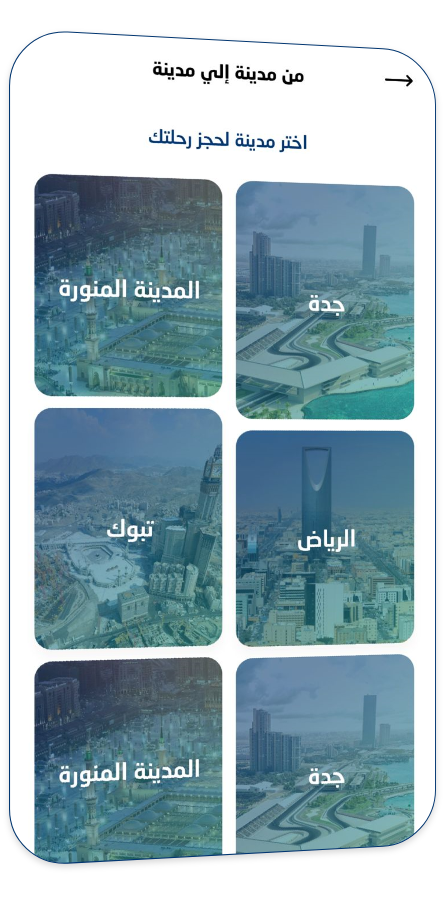 من مدينة إلي مدينة
اختر مدينة لحجز رحلتك
جدة
المدينة المنورة
الرياض
تبوك
جدة
المدينة المنورة